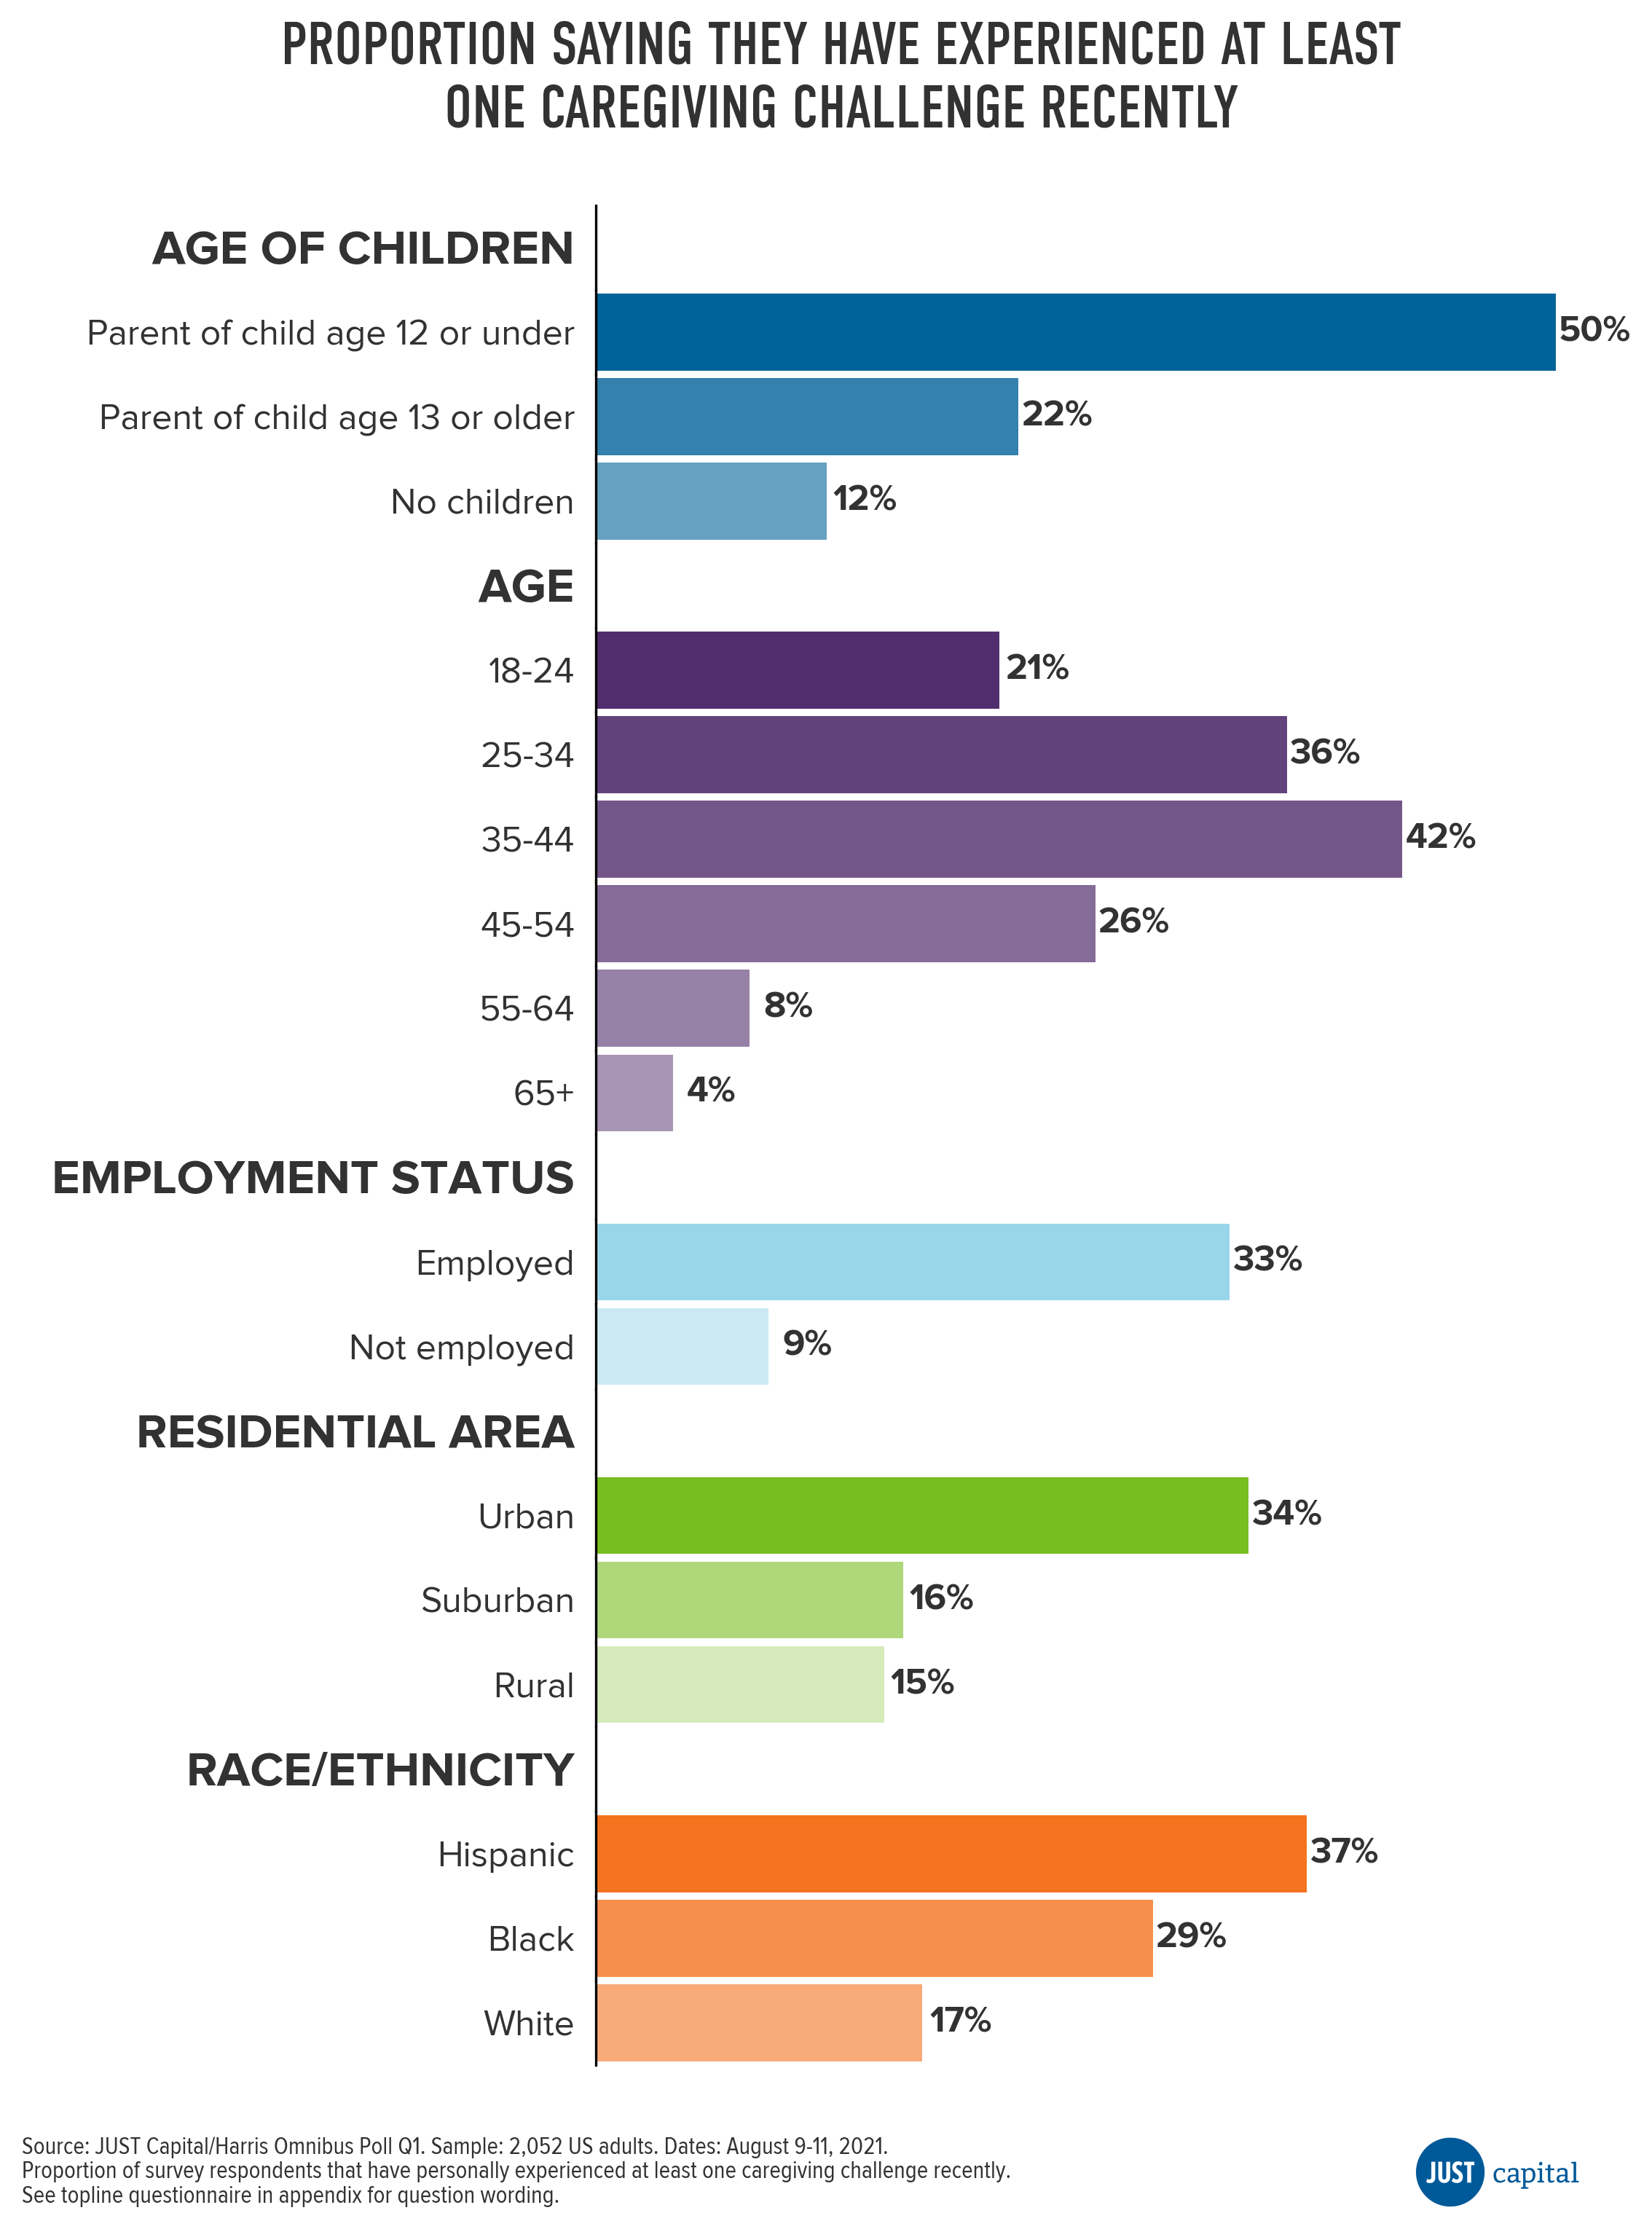 PROPORTION SAYING THEY HAVE EXPERIENCED AT LEAST
ONE CAREGIVING CHALLENGE RECENTLY
AGE OF CHILDREN
Parent of child age 12 or under 50%
Parent of child age 13 or older 22%
No children 12%
AGE
18-24 21%
25-34 36%
35-44 42%
45-54 26%
55-64 8%
65+ 4%
EMPLOYMENT STATUS
Employed 33%
Not employed 9%
RESIDENTIAL AREA
Urban 34%
Suburban 16%
Rural 15%
RACE/ETHNICITY
Hispanic 37%
Black 29%
White 17%
Source: JUST Capital/Harris Omnibus Poll Q1. Sample: 2,052 US adults. Dates: August 9-11, 2021.
Proportion of survey respondents that have personally experienced at least one caregiving challenge recently.
See topline questionnaire in appendix for question wording.
JUST capital